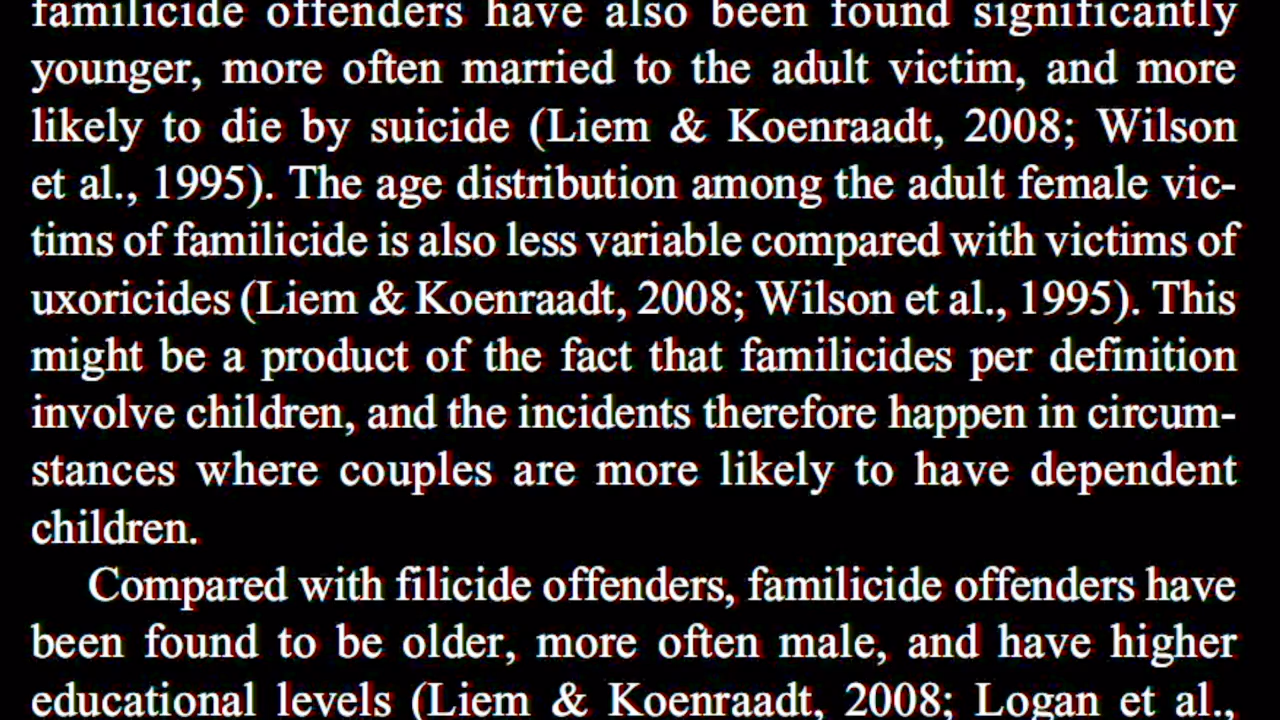 familicide offenders have also been found significantly
younger, more often married to the adult victim, and more
likely to die by suicide (Liem & Koenraadt, 2008; Wilson
et al., 1995). The age distribution among the adult female vic-
tims of familicide is also less variable compared with victims of
uxoricides (Liem & Koenraadt, 2008; Wilson et al., 1995). This
might be a product of the fact that familicides per definition
involve children, and the incidents therefore happen in circum-
stances where couples are more likely to have dependent
children.
Compared with filicide offenders, familicide offenders have
been found to be older, more often male, and have higher
educational levels (Liem & Koenraadt, 2008; Logan et al.,